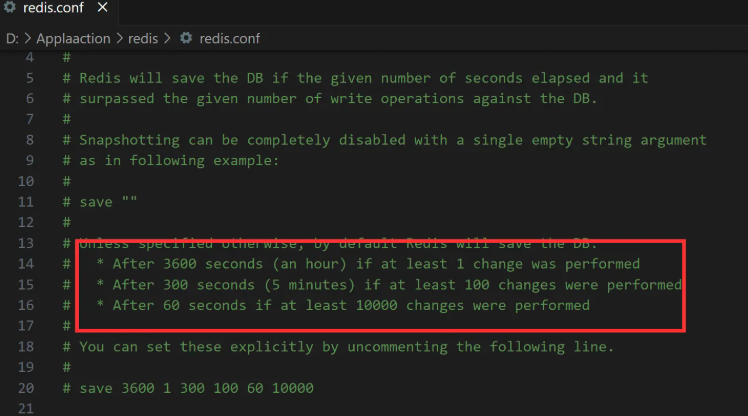 redis.conf ×
D: > Applaaction > redis > redis.conf
4 #
5 # Redis will save the DB if the given number of seconds elapsed and it
6 # surpassed the given number of write operations against the DB.
7 #
8 # Snapshotting can be completely disabled with a single empty string argument
9 # as in following example:
10 #
11 # save ""
12 #
13 # Unless specified otherwise, by default Redis will save the DB:
14 #   * After 3600 seconds (an hour) if at least 1 change was performed
15 #   * After 300 seconds (5 minutes) if at least 100 changes were performed
16 #   * After 60 seconds if at least 10000 changes were performed
17 #
18 # You can set these explicitly by uncommenting the following line.
19 #
20 # save 3600 1 300 100 60 10000
21